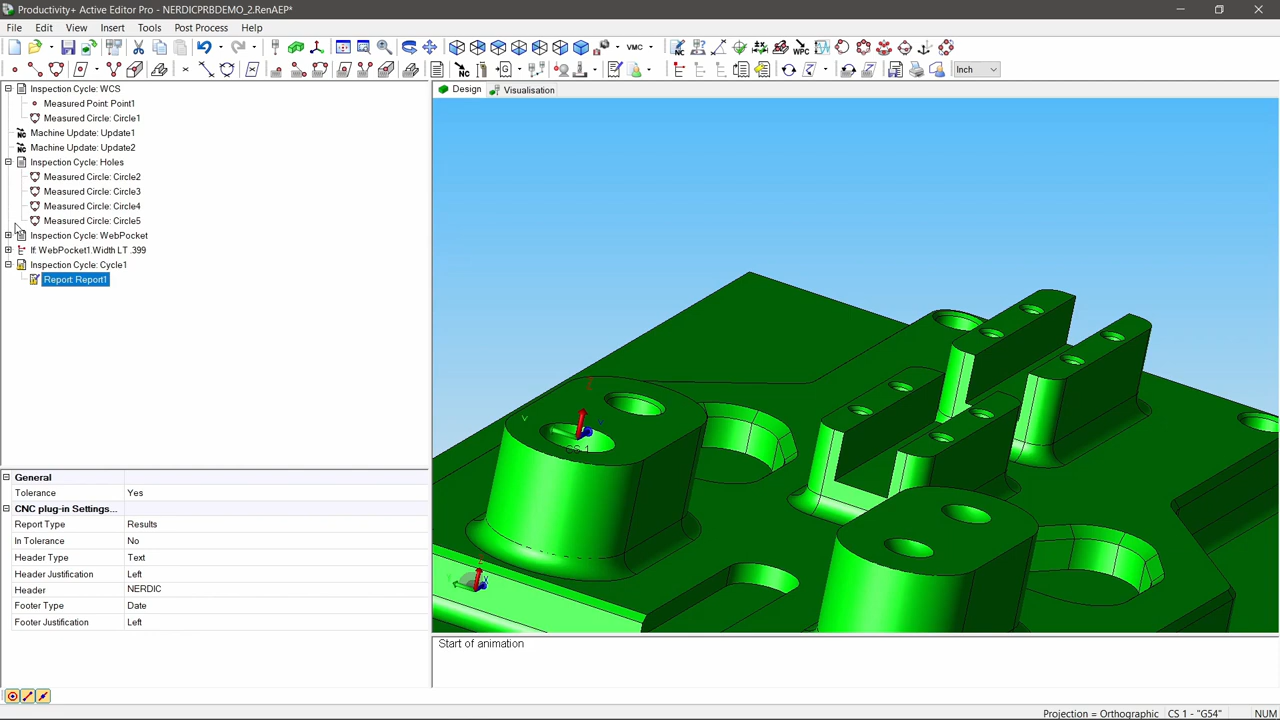 Productivity+ Active Editor Pro - NERDICPRBDEMO_2.RenAEP*
File Edit View Insert Tools Post Process Help
VMC
Inch
Inspection Cycle: WCS
Measured Point: Point1
Measured Circle: Circle1
Machine Update: Update1
Machine Update: Update2
Inspection Cycle: Holes
Measured Circle: Circle2
Measured Circle: Circle3
Measured Circle: Circle4
Measured Circle: Circle5
Inspection Cycle: WebPocket
If: WebPocket1.Width LT .399
Inspection Cycle: Cycle1
Report: Report1
General
Tolerance Yes
CNC plug-in Settings...
Report Type Results
In Tolerance No
Header Type Text
Header Justification Left
Header NERDIC
Footer Type Date
Footer Justification Left
Design Visualisation
CS 1
Start of animation
Projection = Orthographic CS 1 - "G54" NUM